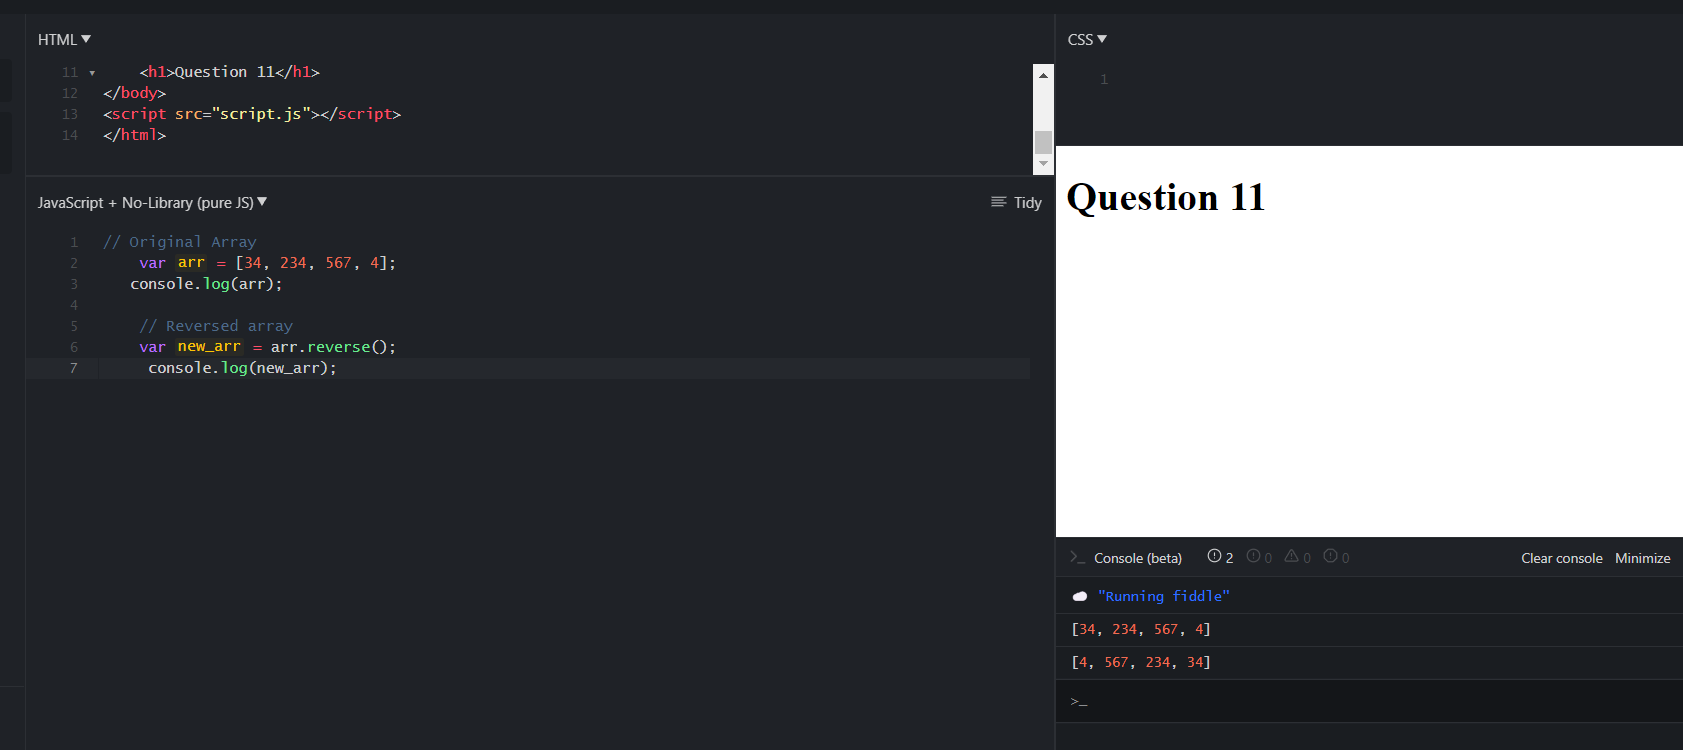 HTML▼
11 ▾ <h1>Question 11</h1>
12 </body>
13 <script src="script.js"></script>
14 </html>
JavaScript + No-Library (pure JS)▼
Tidy
1 // Original Array
2 var arr = [34, 234, 567, 4];
3 console.log(arr);
4
5 // Reversed array
6 var new_arr = arr.reverse();
7 console.log(new_arr);
CSS▼
1
Question 11
>_ Console (beta) 2 0 0 0 Clear console Minimize
"Running fiddle"
[34, 234, 567, 4]
[4, 567, 234, 34]
>_